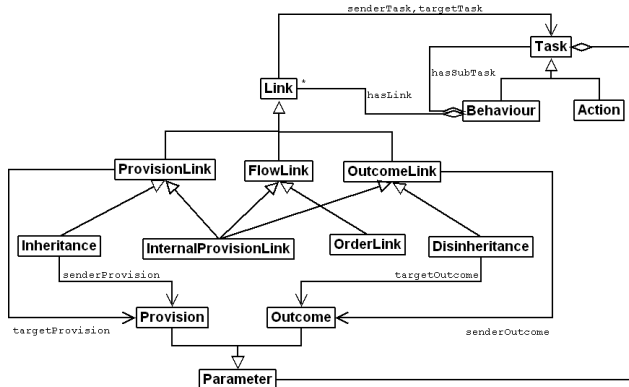 senderTask,targetTask
Task
hasSubTask
Link
*
hasLink
Behaviour
Action
ProvisionLink
FlowLink
OutcomeLink
Inheritance
InternalProvisionLink
OrderLink
Disinheritance
senderProvision
targetOutcome
Provision
Outcome
targetProvision
senderOutcome
Parameter